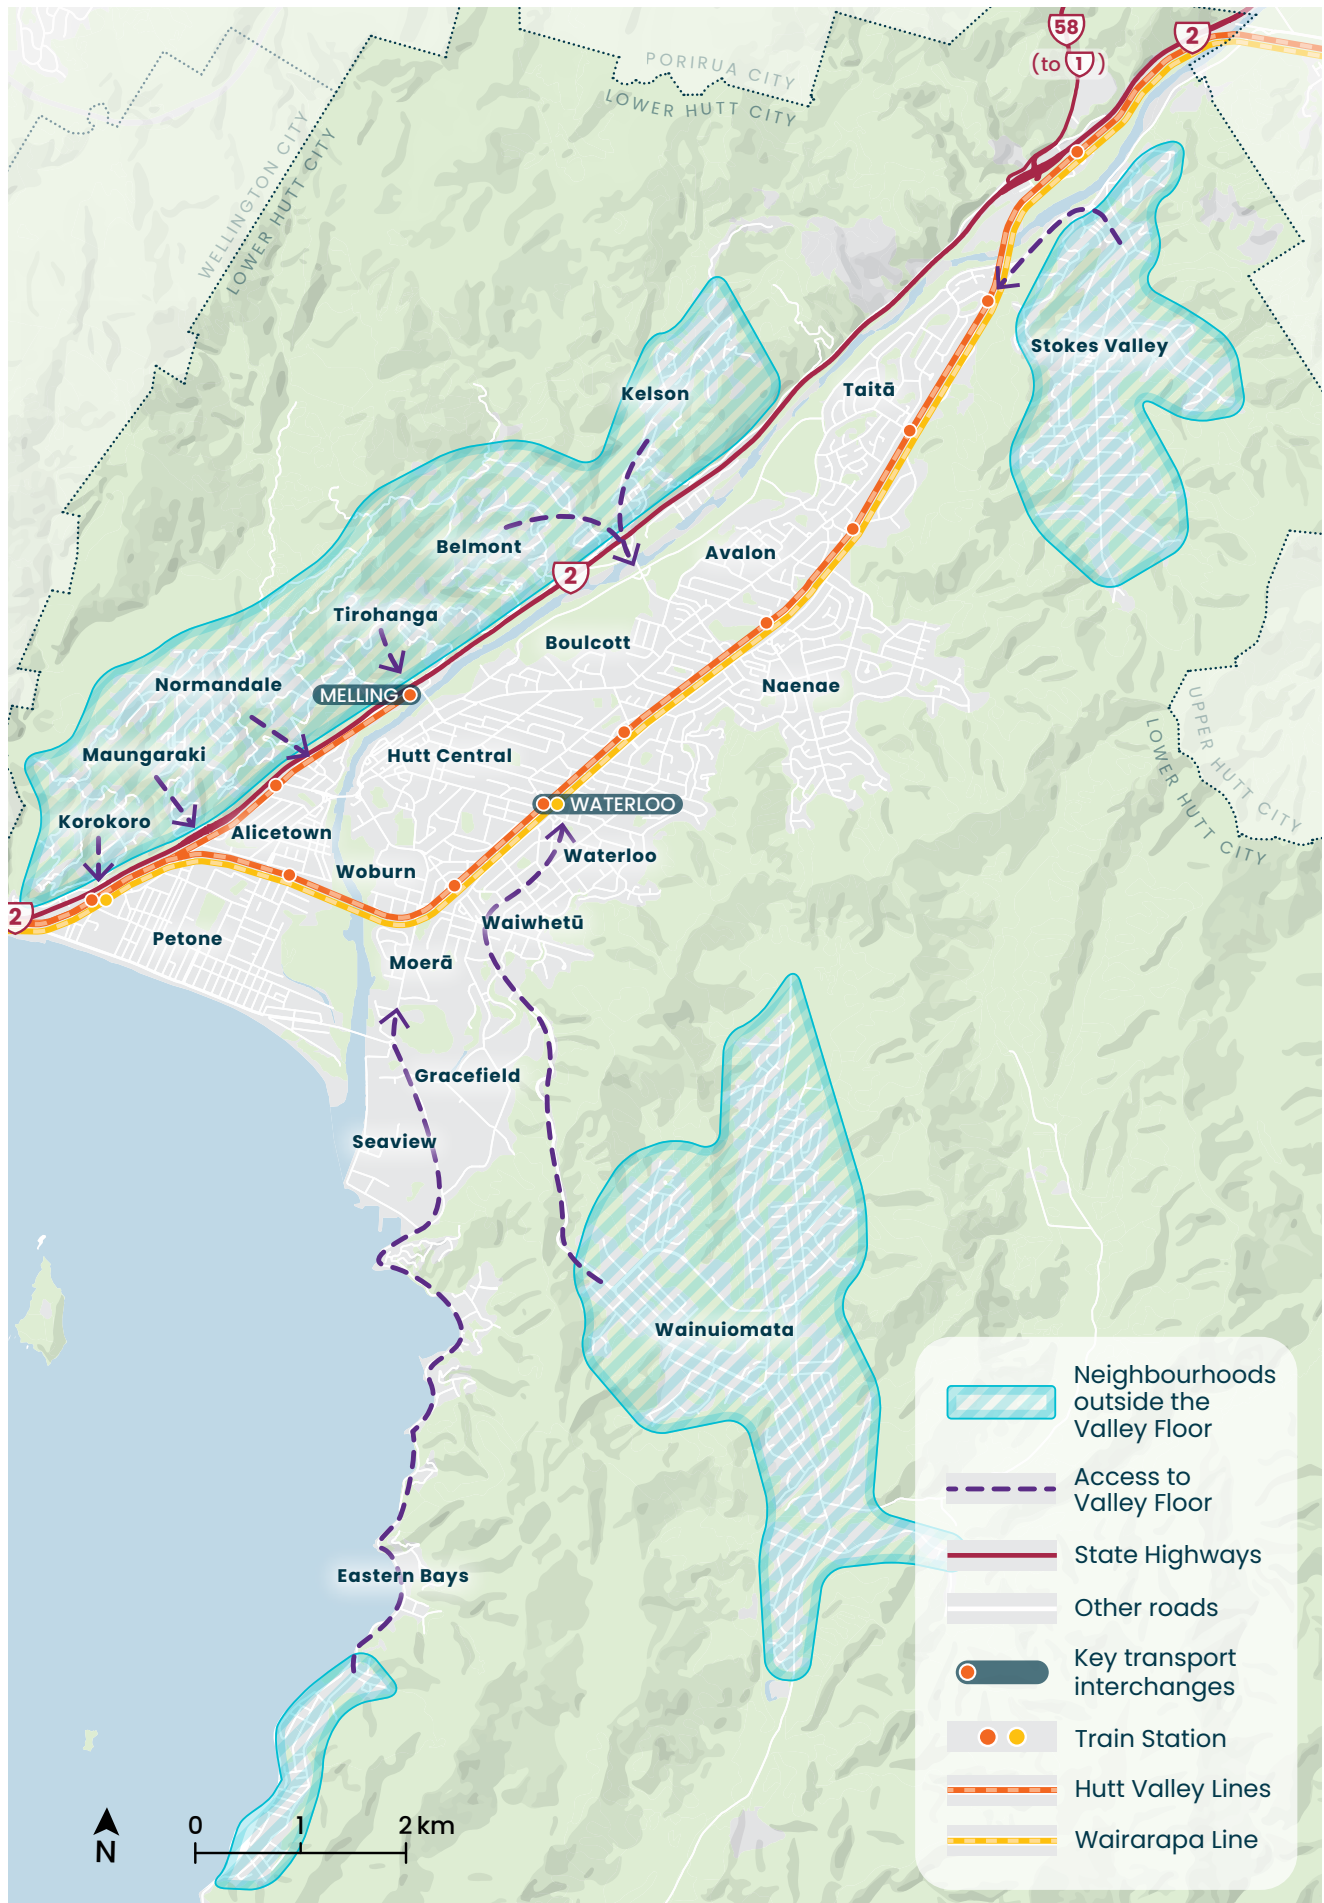 58
2
(to 1)
PORIRUA CITY
LOWER HUTT CITY
WELLINGTON CITY
LOWER HUTT CITY
Stokes Valley
Kelson
Taitā
Belmont
Avalon
2
Tirohanga
Boulcott
Normandale
MELLING
Naenae
UPPER HUTT CITY
LOWER HUTT CITY
Maungaraki
Hutt Central
WATERLOO
Korokoro
Alicetown
Waterloo
Woburn
2
Waiwhetū
Petone
Moerā
Gracefield
Seaview
Wainuiomata
Eastern Bays
Neighbourhoods
outside the
Valley Floor
Access to
Valley Floor
State Highways
Other roads
Key transport
interchanges
Train Station
Hutt Valley Lines
Wairarapa Line
0 1 2 km
N